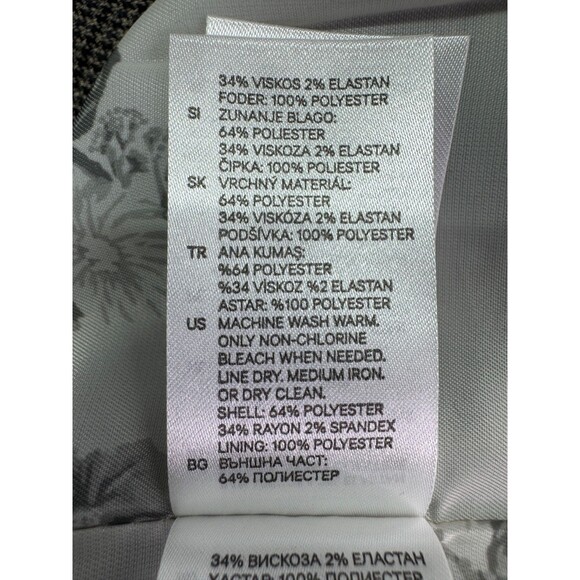 34% VISKOS 2% ELASTAN
FODER: 100% POLYESTER
SI ZUNANJE BLAGO:
64% POLIESTER
34% VISKOZA 2% ELASTAN
ČIPKA: 100% POLIESTER
SK VRCHNÝ MATERIÁL:
64% POLYESTER
34% VISKÓZA 2% ELASTAN
PODŠÍVKA: 100% POLYESTER
TR ANA KUMAŞ:
%64 POLYESTER
%34 VİSKOZ %2 ELASTAN
ASTAR: %100 POLYESTER
US MACHINE WASH WARM.
ONLY NON-CHLORINE
BLEACH WHEN NEEDED.
LINE DRY. MEDIUM IRON.
OR DRY CLEAN.
SHELL: 64% POLYESTER
34% RAYON 2% SPANDEX
LINING: 100% POLYESTER
BG ВЪНШНА ЧАСТ:
64% ПОЛИЕСТЕР
34% ВИСКОЗА 2% ЕЛАСТАН
ХАСТАР: 100% ПОЛИЕСТЕР